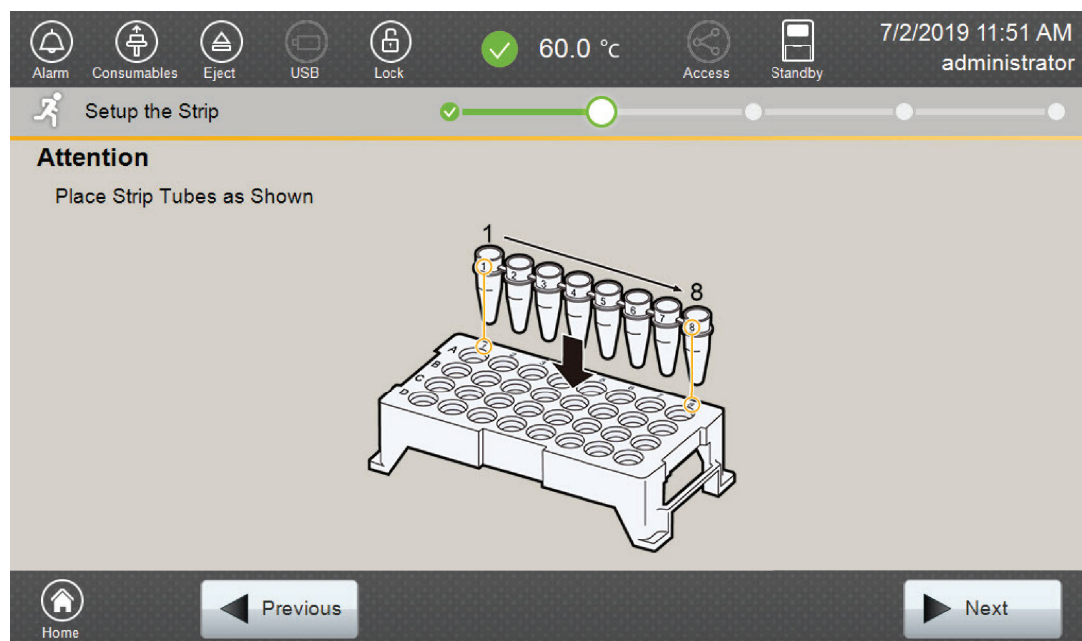 7/2/2019 11:51 AM
60.0 °C
administrator
Alarm
Consumables
Eject
USB
Lock
Access
Standby
Setup the Strip
Attention
Place Strip Tubes as Shown
1
1
2
3
4
5
6
7
8
8
A
B
C
D
2
3
Home
Previous
Next